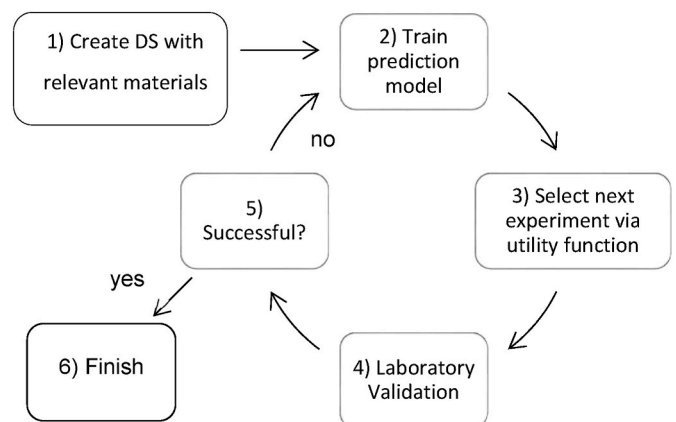 1) Create DS with
relevant materials
2) Train
prediction
model
no
3) Select next
experiment via
utility function
5)
Successful?
yes
4) Laboratory
Validation
6) Finish